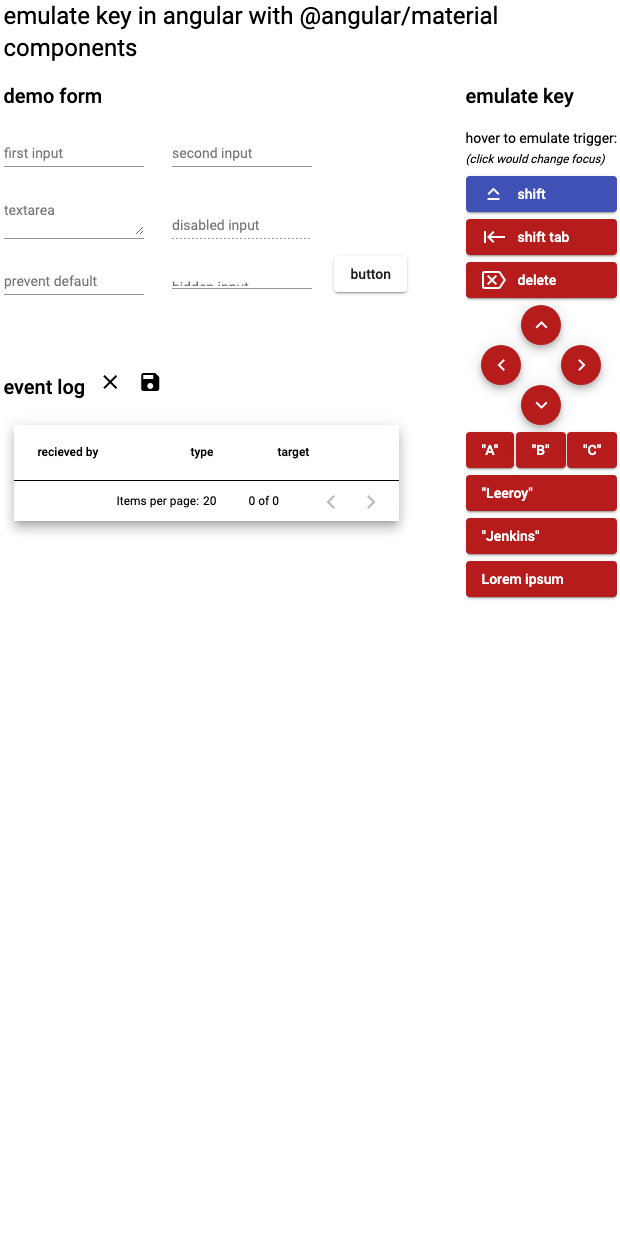 emulate key in angular with @angular/material
components
demo form
first input
second input
textarea
disabled input
prevent default
hidden input
button
event log
recieved by
type
target
Items per page: 20
0 of 0
emulate key
hover to emulate trigger:
(click would change focus)
shift
shift tab
delete
"A"
"B"
"C"
"Leeroy"
"Jenkins"
Lorem ipsum